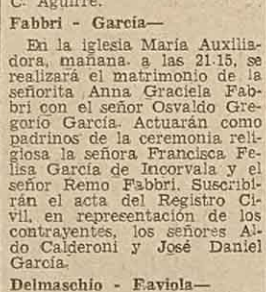 C. Aguirre.
Fabbri - García—
En la iglesia María Auxilia-
dora, mañana. a las 21.15, se
realizará el matrimonio de la
señorita Anna Graciela Fab-
bri con el señor Osvaldo Gre-
gorio García. Actuarán como
padrinos de la ceremonia reli-
giosa la señora Francisca Fe-
lisa García de Incorvala y el
señor Remo Fabbri. Suscribi-
rán el acta del Registro Ci-
vil, en representación de los
contrayentes, los señores Al-
do Calderoni y José Daniel
García.
Delmaschio - Faviola—